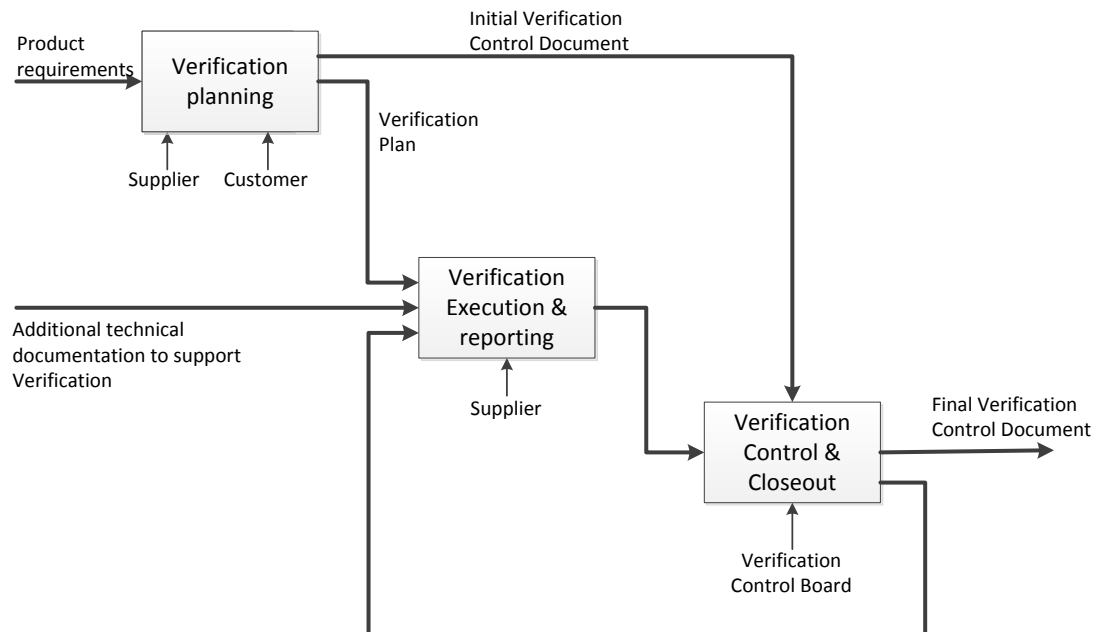 Initial Verification
Control Document
Product
requirements
Verification
planning
Verification
Plan
Supplier
Customer
Verification
Execution &
reporting
Additional technical
documentation to support
Verification
Supplier
Verification
Control &
Closeout
Final Verification
Control Document
Verification
Control Board